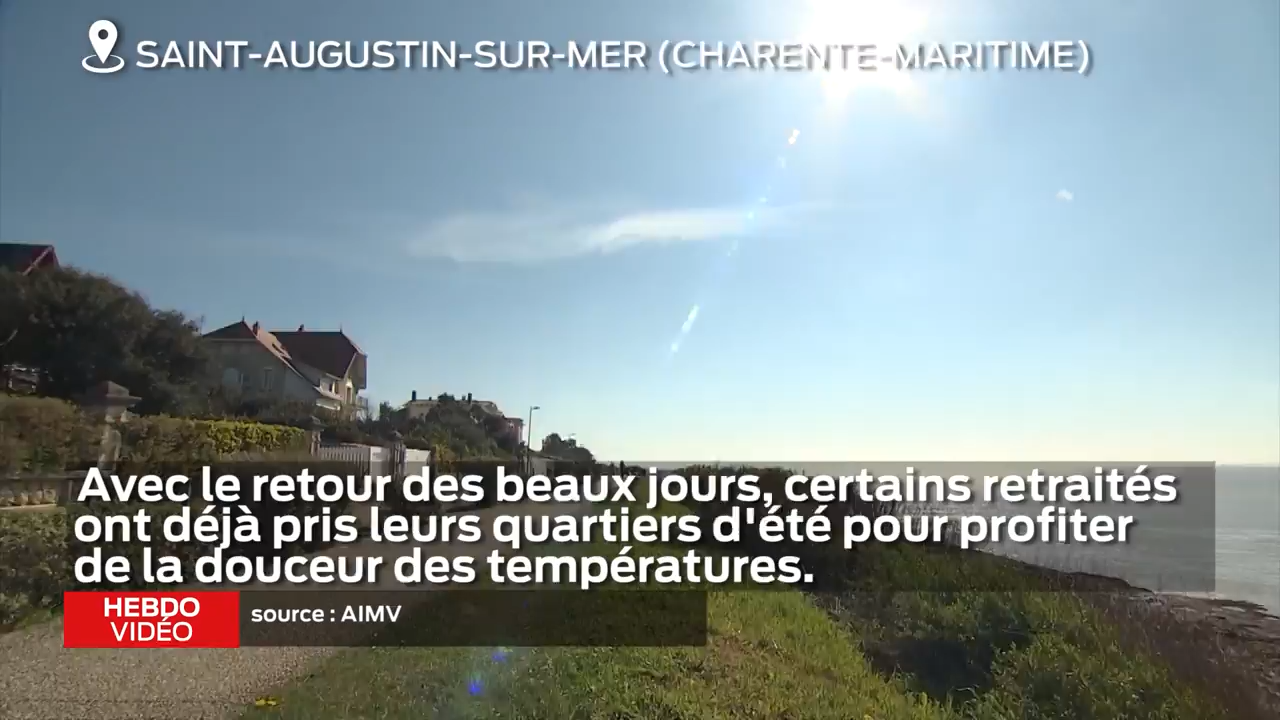 SAINT-AUGUSTIN-SUR-MER (CHARENTE-MARITIME)
Avec le retour des beaux jours, certains retraités
ont déjà pris leurs quartiers d'été pour profiter
de la douceur des températures.
HEBDO
VIDÉO
source : AIMV